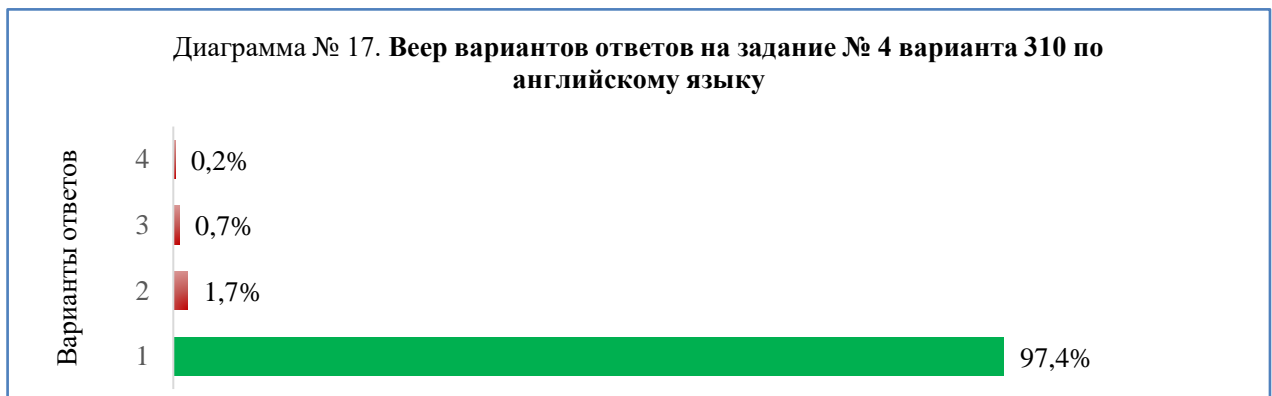 Диаграмма № 17. Веер вариантов ответов на задание № 4 варианта 310 по
английскому языку
Варианты ответов
4 0,2%
3 0,7%
2 1,7%
1 97,4%